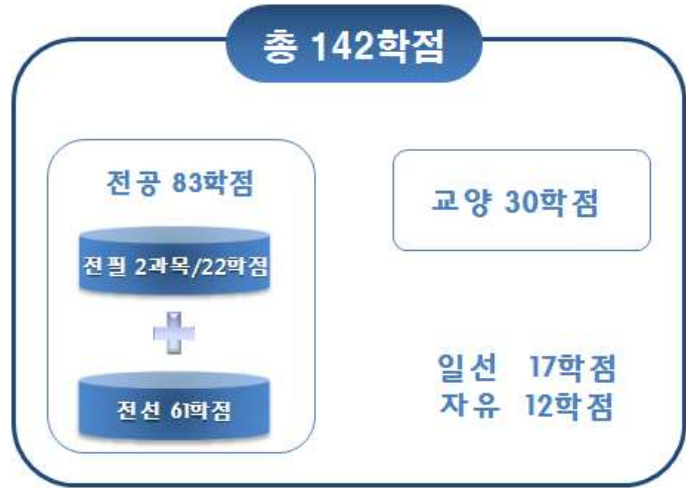 총 142학점
전공 83학점
전필 2과목/22학점
전선 61학점
교양 30학점
일선 17학점
자유 12학점